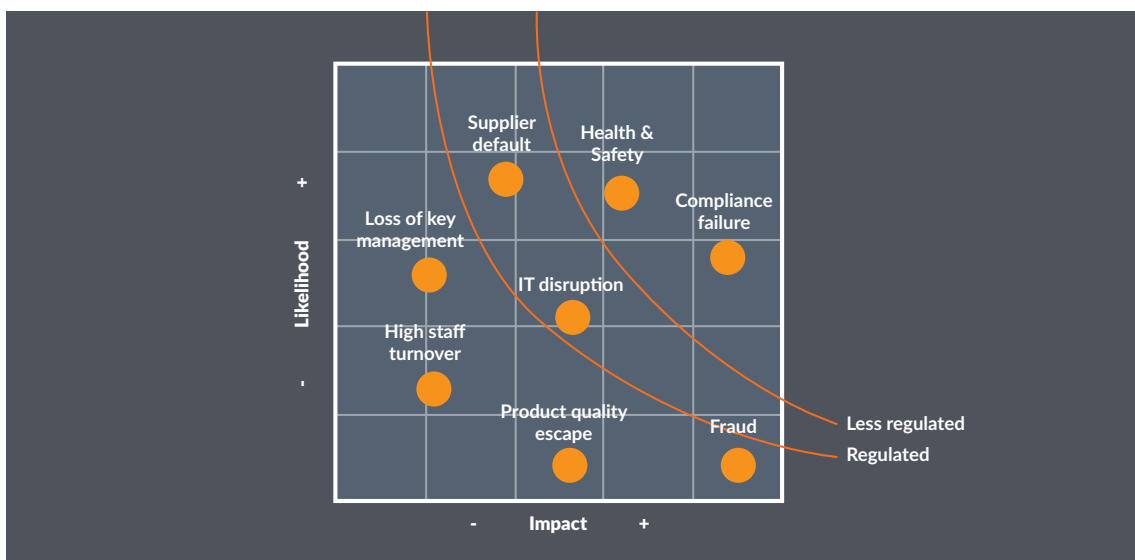 Supplier
default
Health &
Safety
Compliance
failure
Loss of key
management
IT disruption
High staff
turnover
Product quality
escape
Fraud
Less regulated
Regulated
+
Likelihood
-
- Impact +